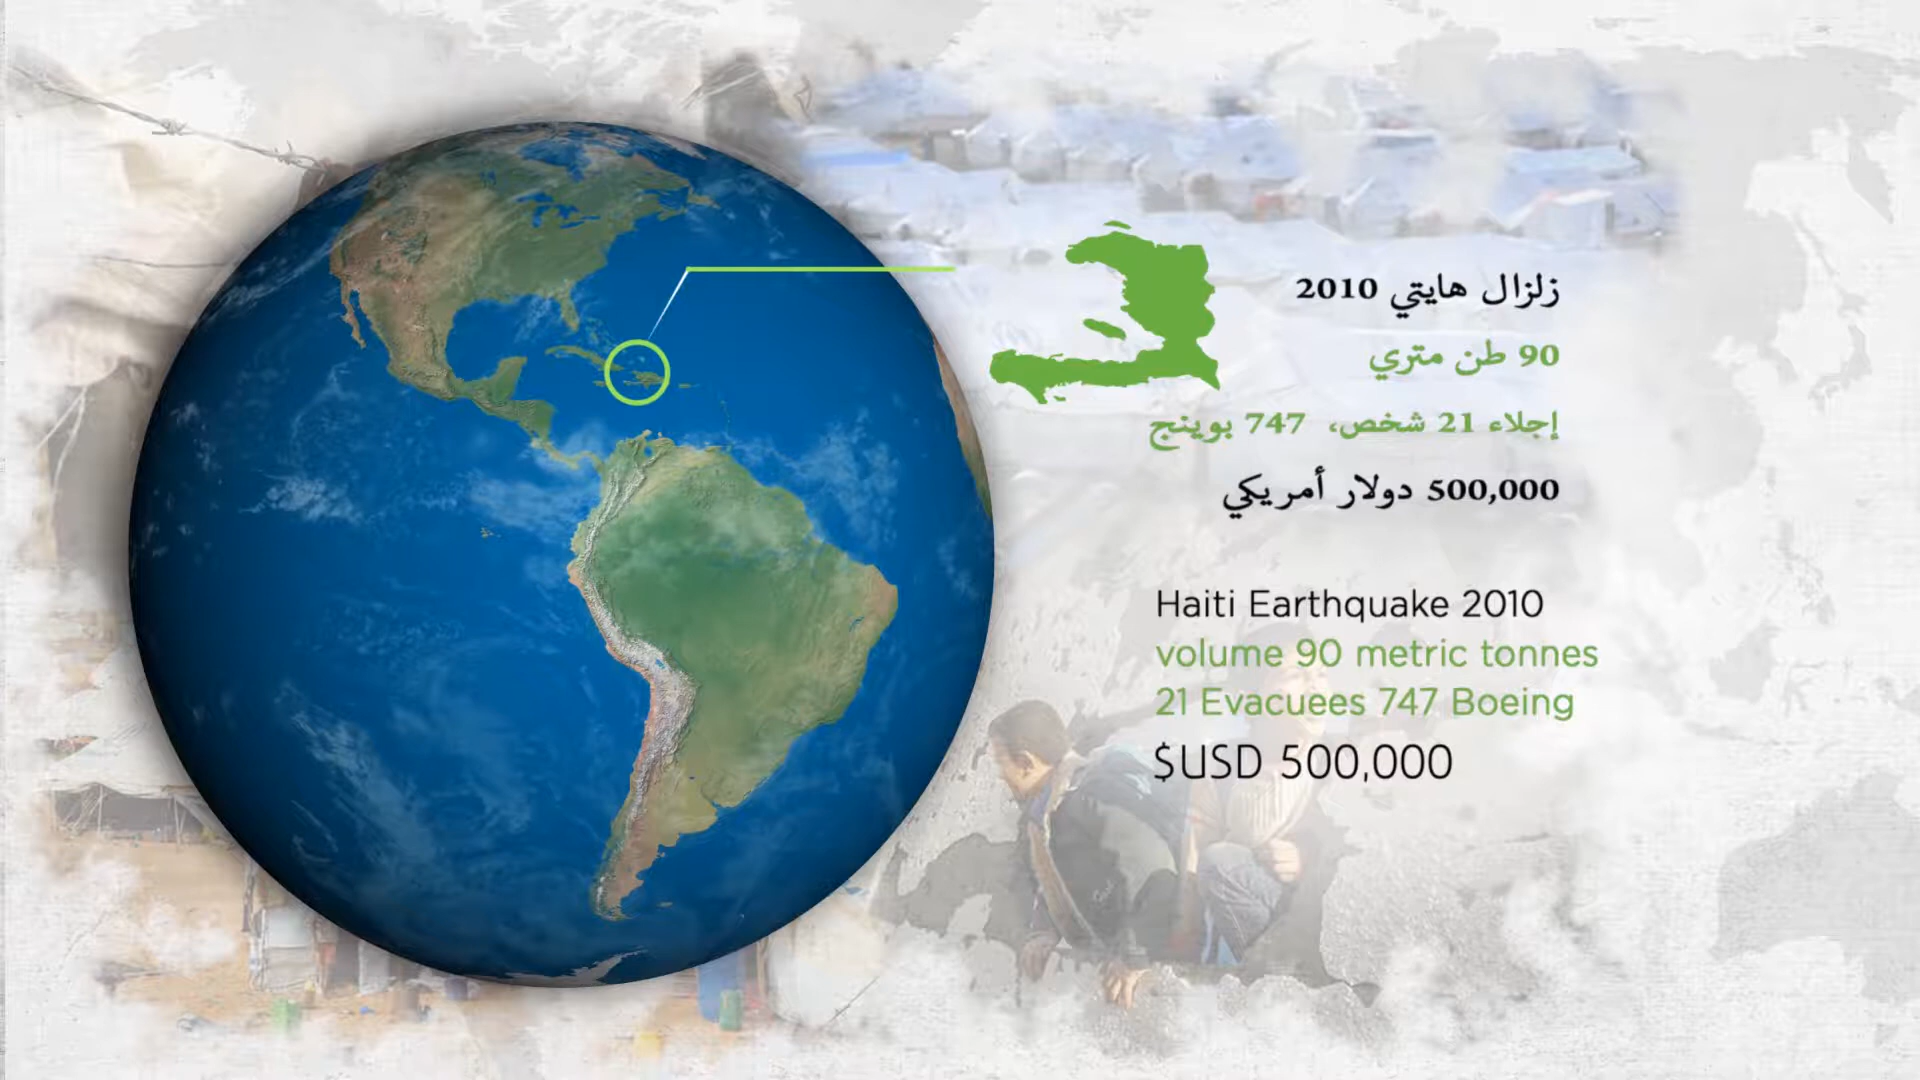 زلزال هايتي 2010
90 طن متري
إجلاء 21 شخص، 747 بوينج
500,000 دولار أمريكي
Haiti Earthquake 2010
volume 90 metric tonnes
21 Evacuees 747 Boeing
$USD 500,000